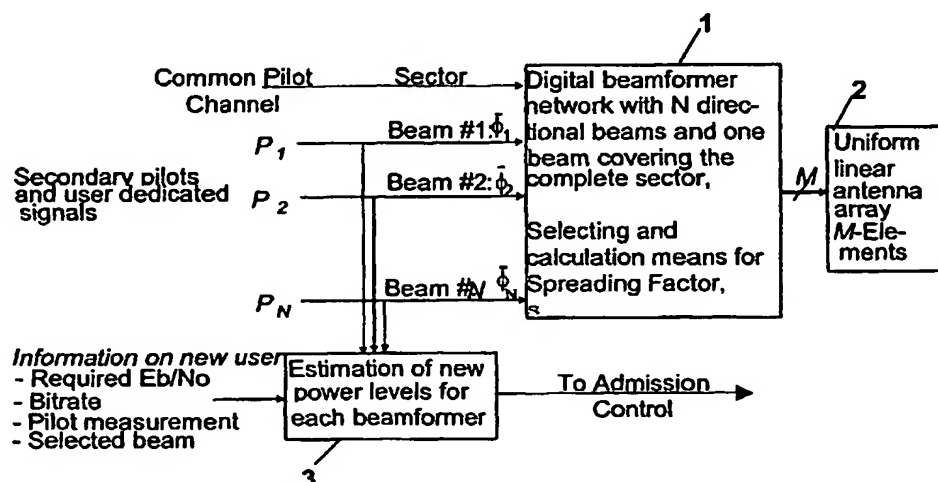 1
Common Pilot
Channel
Sector
Digital beamformer
network with N direc-
tional beams and one
beam covering the
complete sector,
Selecting and
calculation means for
Spreading Factor,
s
2
Uniform
linear
antenna
array
M-Ele-
ments
M
P1
Beam #1: Φ̄1
Secondary pilots
and user dedicated
signals
P2
Beam #2: Φ̄2
PN
Beam #N Φ̄N
Information on new user
- Required Eb/No
- Bitrate
- Pilot measurement
- Selected beam
Estimation of new
power levels for
each beamformer
3
To Admission
Control